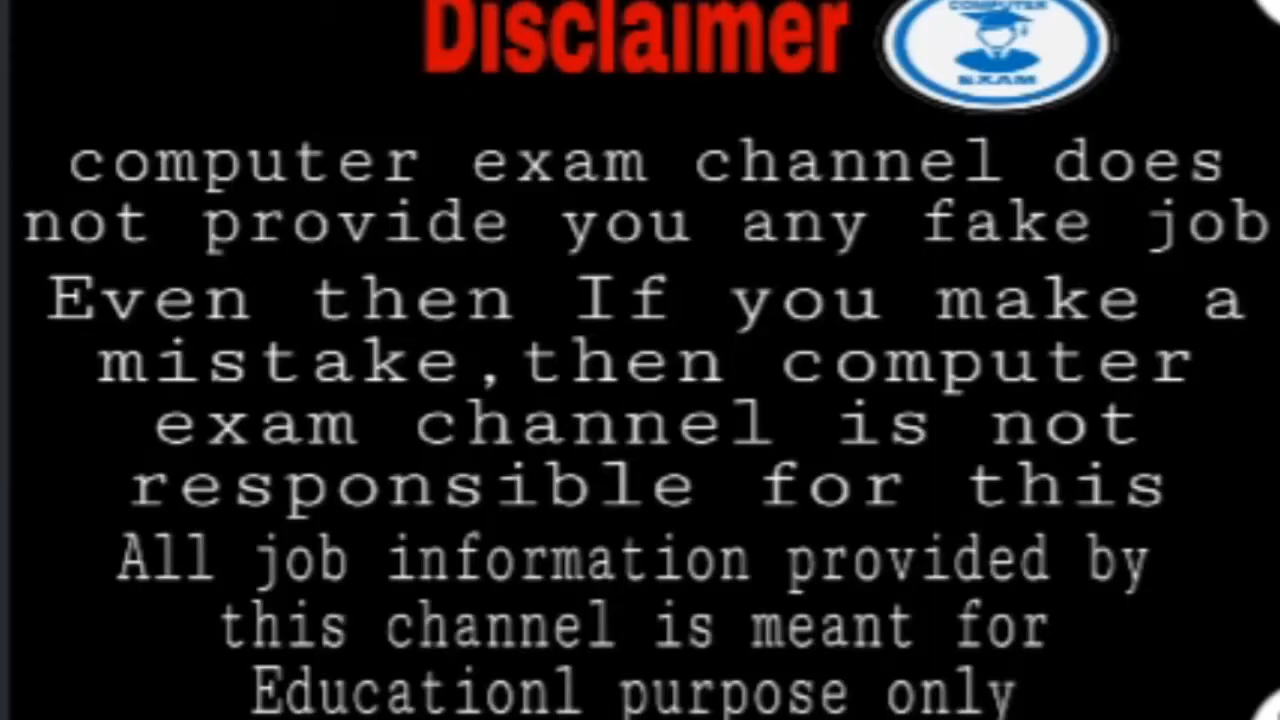 Disclaimer
COMPUTER
EXAM
computer exam channel does
not provide you any fake job
Even then If you make a
mistake,then computer
exam channel is not
responsible for this
All job information provided by
this channel is meant for
Educationl purpose only